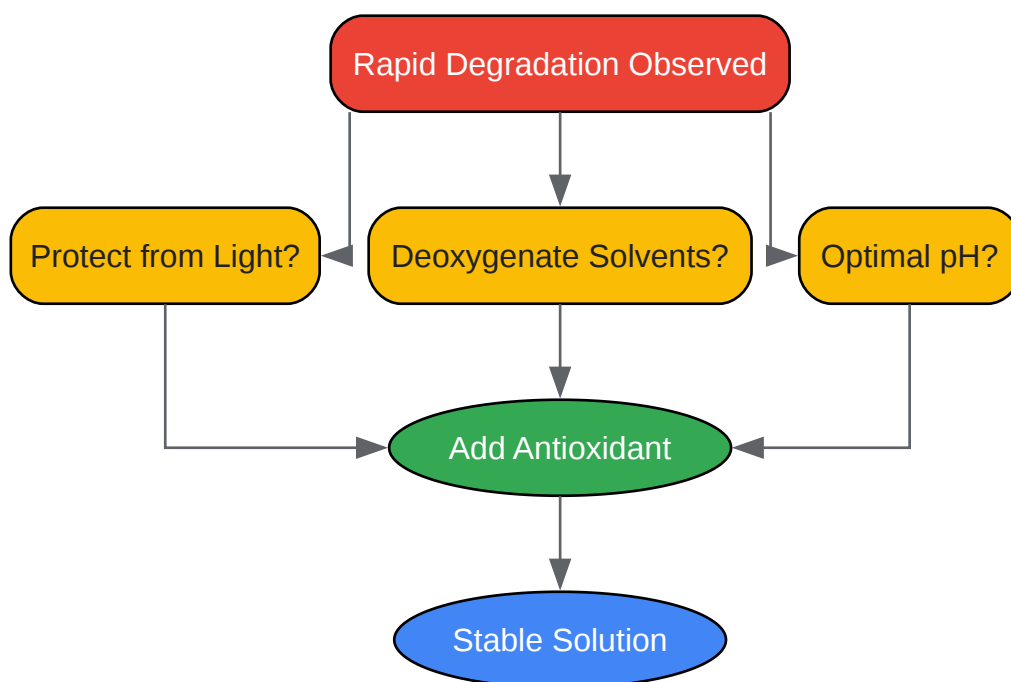 Rapid Degradation Observed
Protect from Light?
Deoxygenate Solvents?
Optimal pH?
Add Antioxidant
Stable Solution